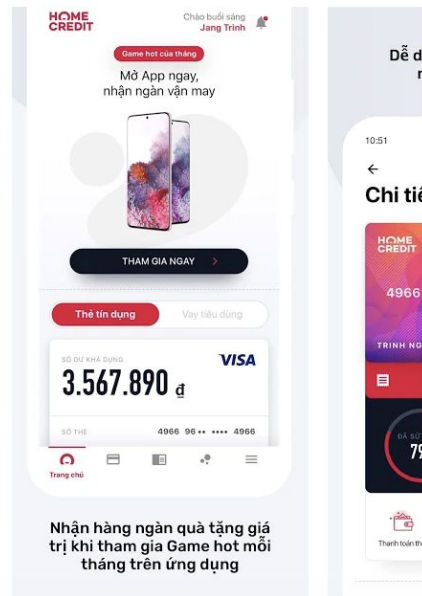 HOME
CREDIT
Chào buổi sáng
Jang Trinh
Game hot của tháng
Mở App ngay,
nhận ngàn vận may
THAM GIA NGAY >
Thẻ tín dụng
Vay tiêu dùng
SỐ DƯ KHẢ DỤNG
VISA
3.567.890 đ
SỐ THẺ
4966 96•• •••• 4966
Trang chủ
Nhận hàng ngàn quà tặng giá
trị khi tham gia Game hot mỗi
tháng trên ứng dụng
Dễ d
10:51
←
Chi tiế
HOME
CREDIT
4966
TRINH NG
ĐÃ SỬ
79
Thanh toán th